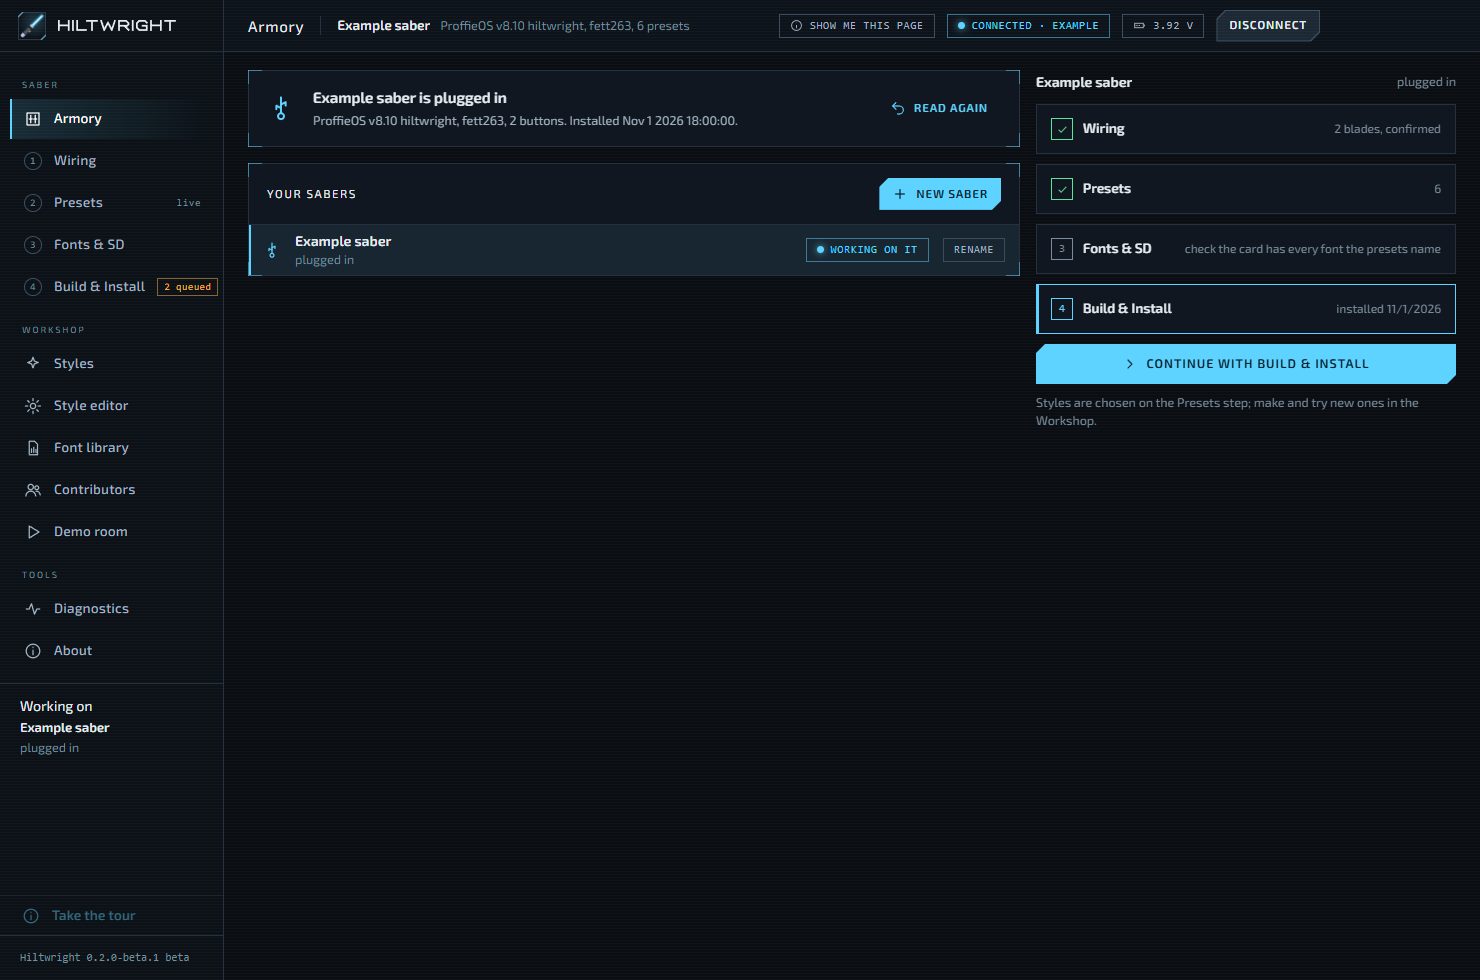 HILTWRIGHT
Armory
Example saber ProffieOS v8.10 hiltwright, fett263, 6 presets
SHOW ME THIS PAGE
CONNECTED · EXAMPLE
3.92 V
DISCONNECT
SABER
Armory
1 Wiring
2 Presets live
3 Fonts & SD
4 Build & Install 2 queued
WORKSHOP
Styles
Style editor
Font library
Contributors
Demo room
TOOLS
Diagnostics
About
Working on
Example saber
plugged in
Take the tour
Hiltwright 0.2.0-beta.1 beta
Example saber is plugged in
ProffieOS v8.10 hiltwright, fett263, 2 buttons. Installed Nov 1 2026 18:00:00.
READ AGAIN
YOUR SABERS
NEW SABER
Example saber
plugged in
WORKING ON IT
RENAME
Example saber plugged in
Wiring 2 blades, confirmed
Presets 6
3 Fonts & SD check the card has every font the presets name
4 Build & Install installed 11/1/2026
CONTINUE WITH BUILD & INSTALL
Styles are chosen on the Presets step; make and try new ones in the
Workshop.